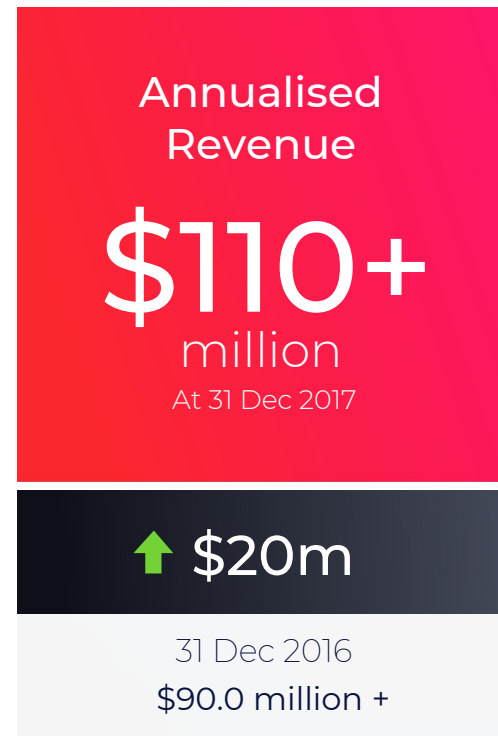 Annualised
Revenue
$110+
million
At 31 Dec 2017
$20m
31 Dec 2016
$90.0 million +